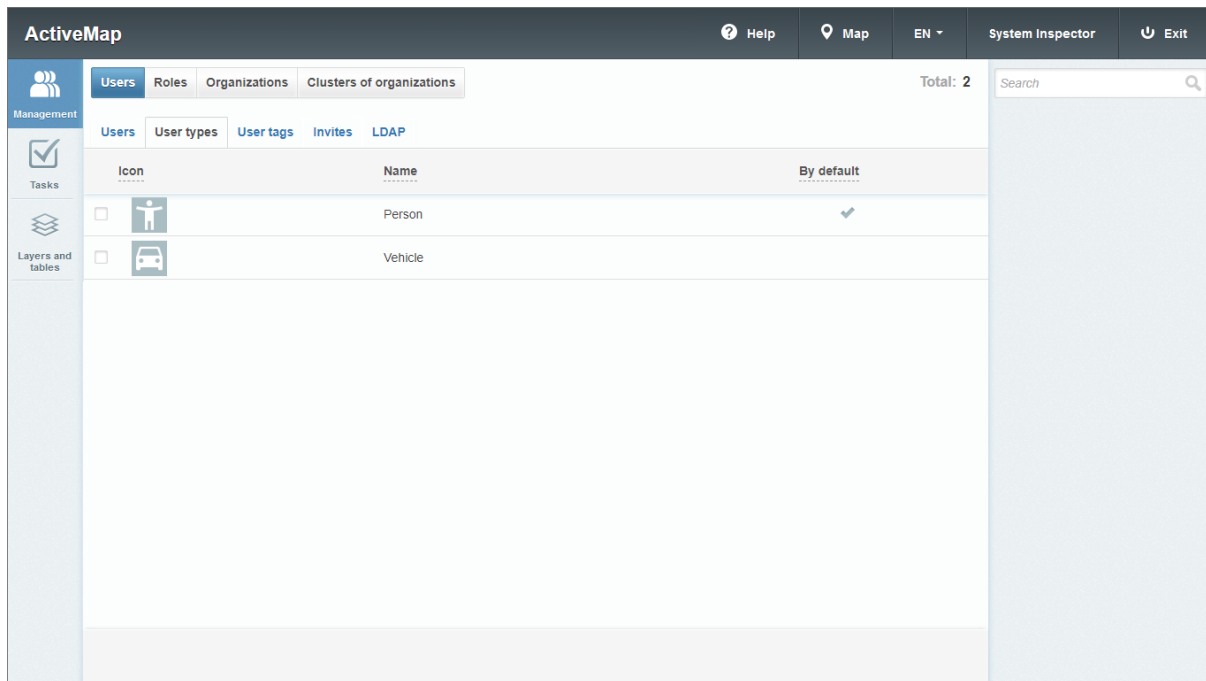 ActiveMap
Help
Map
EN
System Inspector
Exit
Management
Tasks
Layers and
tables
Users Roles Organizations Clusters of organizations
Total: 2
Search
Users User types User tags Invites LDAP
Icon Name By default
Person
Vehicle